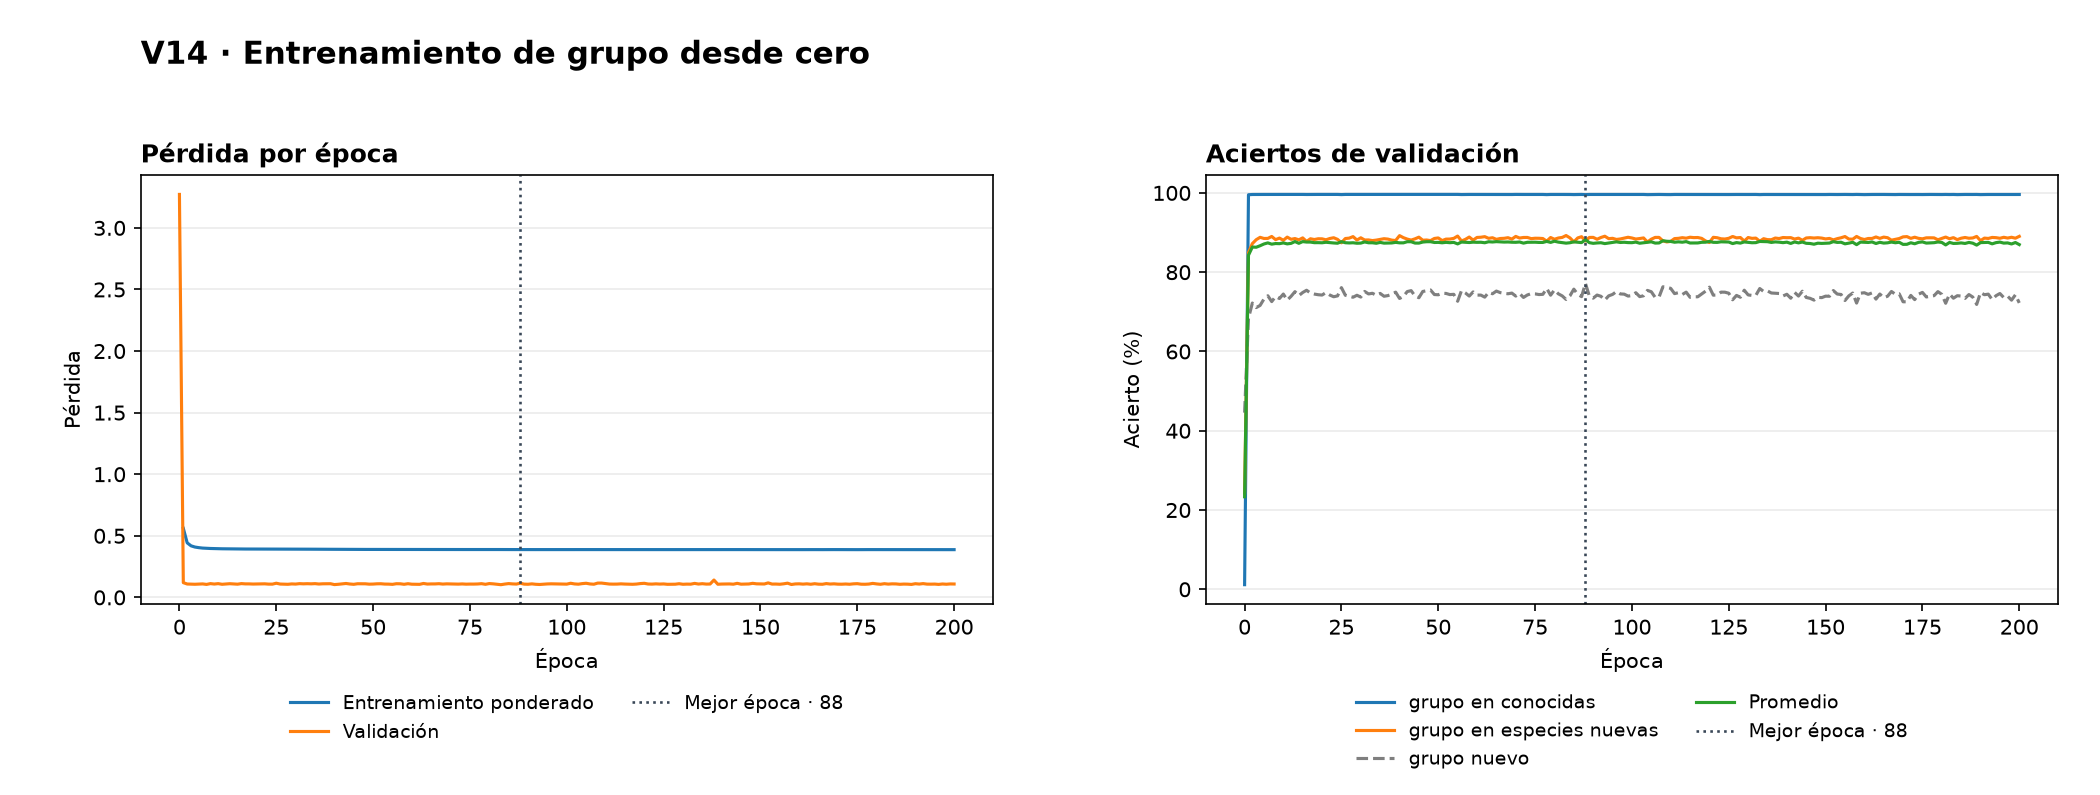 V14 · Entrenamiento de grupo desde cero
Pérdida por época
3.0
2.5
2.0
1.5
1.0
0.5
0.0
Pérdida
0 25 50 75 100 125 150 175 200
Época
Entrenamiento ponderado
Validación
Mejor época · 88
Aciertos de validación
100
80
60
40
20
0
Acierto (%)
0 25 50 75 100 125 150 175 200
Época
grupo en conocidas
grupo en especies nuevas
grupo nuevo
Promedio
Mejor época · 88